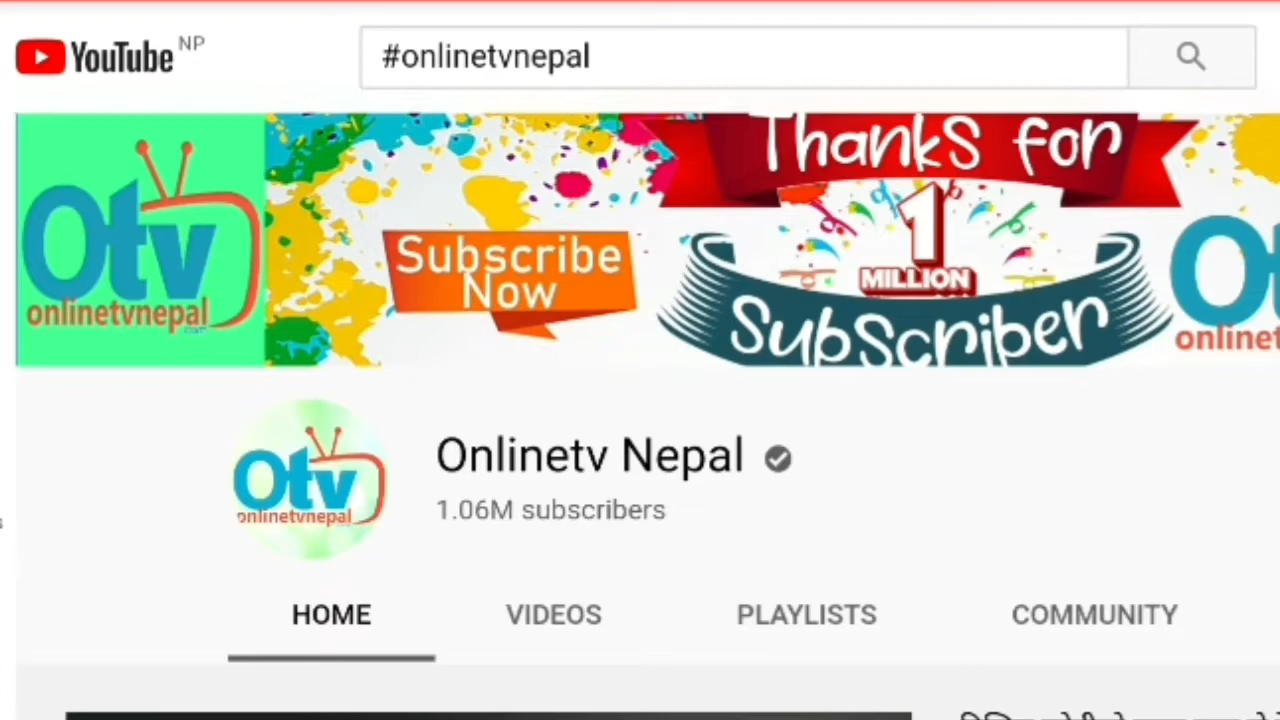 YouTube NP
#onlinetvnepal
Otv
onlinetvnepal
Subscribe
Now
Thanks for
1
MILLION
Subscriber
Otv
onlinetvnepal
Onlinetv Nepal
1.06M subscribers
HOME VIDEOS PLAYLISTS COMMUNITY